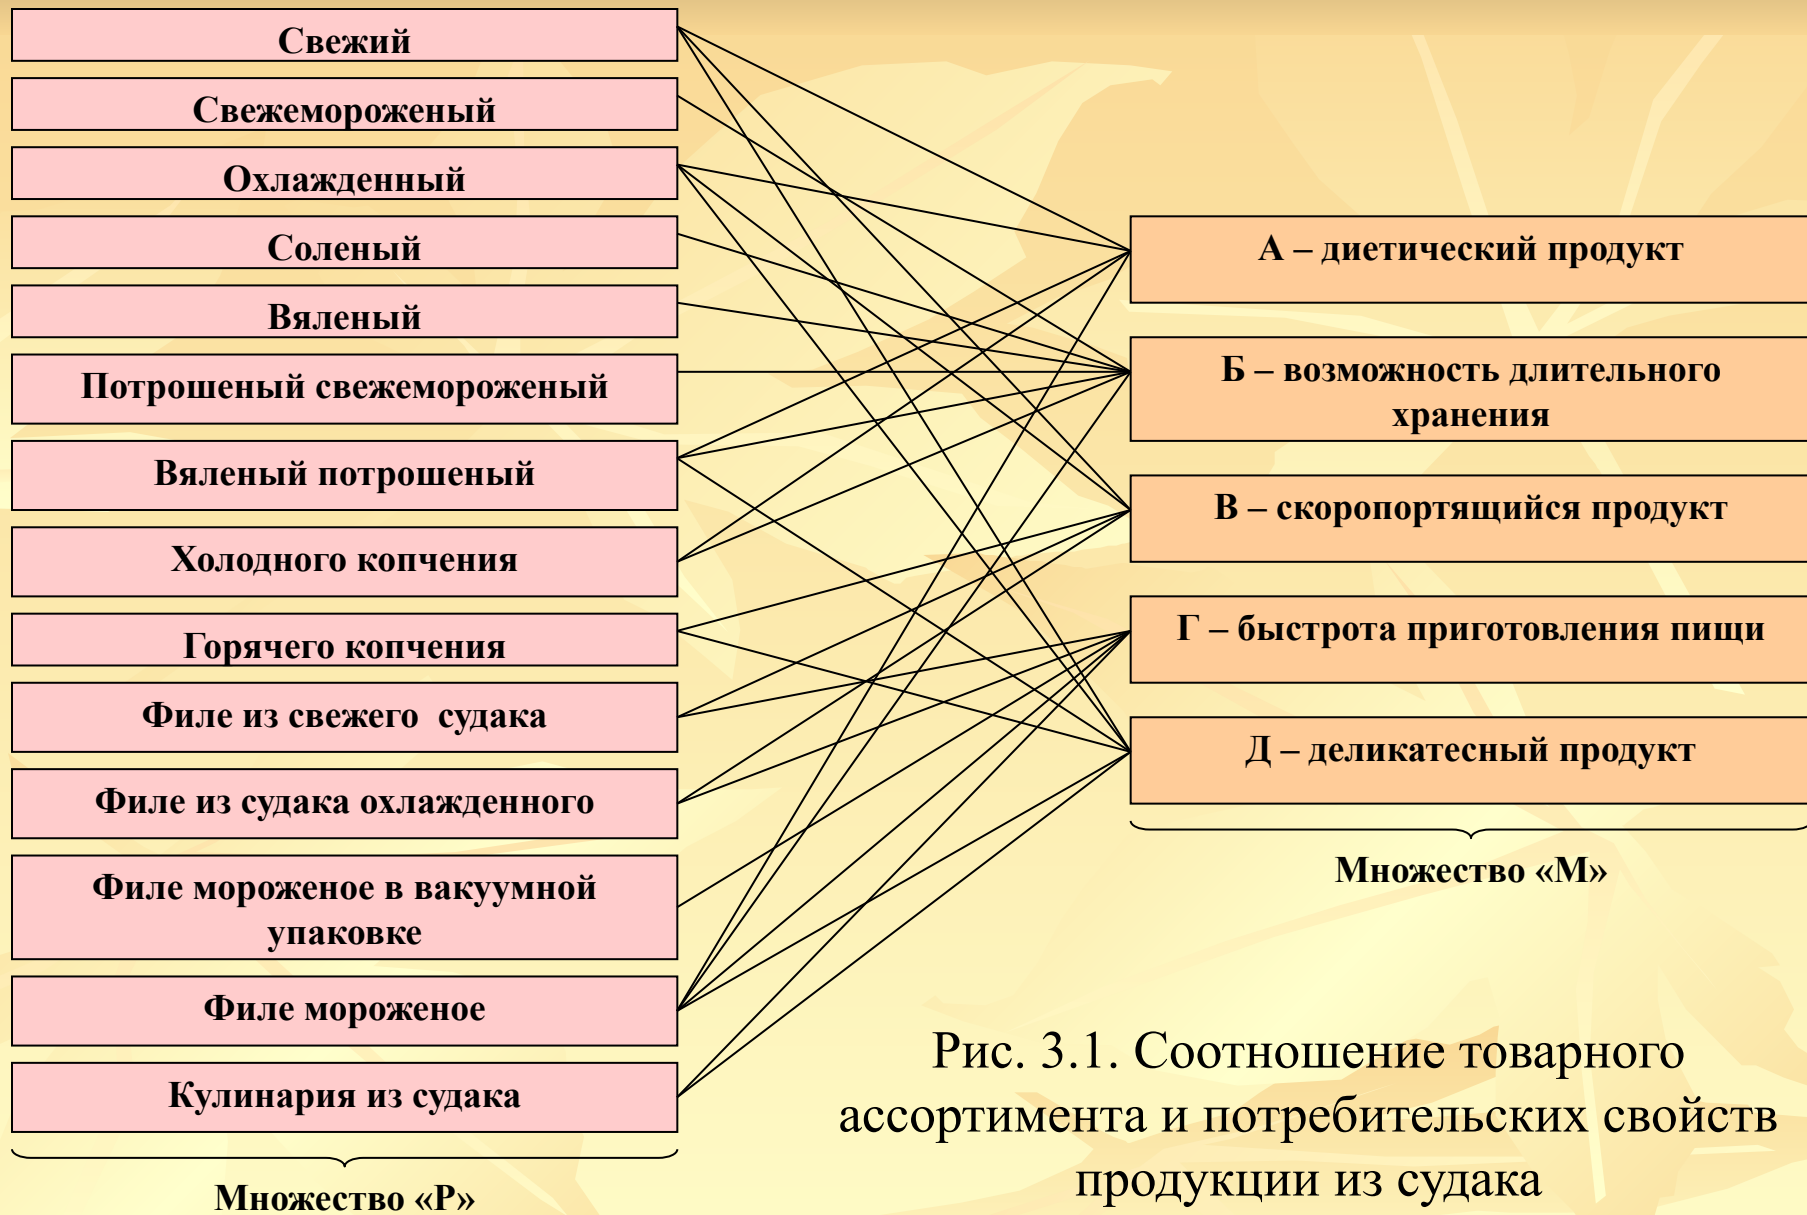 Свежий
Свежемороженый
Охлажденный
Соленый
Вяленый
Потрошеный свежемороженый
Вяленый потрошеный
Холодного копчения
Горячего копчения
Филе из свежего судака
Филе из судака охлажденного
Филе мороженое в вакуумной
упаковке
Филе мороженое
Кулинария из судака
Множество «Р»
А – диетический продукт
Б – возможность длительного
хранения
В – скоропортящийся продукт
Г – быстрота приготовления пищи
Д – деликатесный продукт
Множество «М»
Рис. 3.1. Соотношение товарного
ассортимента и потребительских свойств
продукции из судака